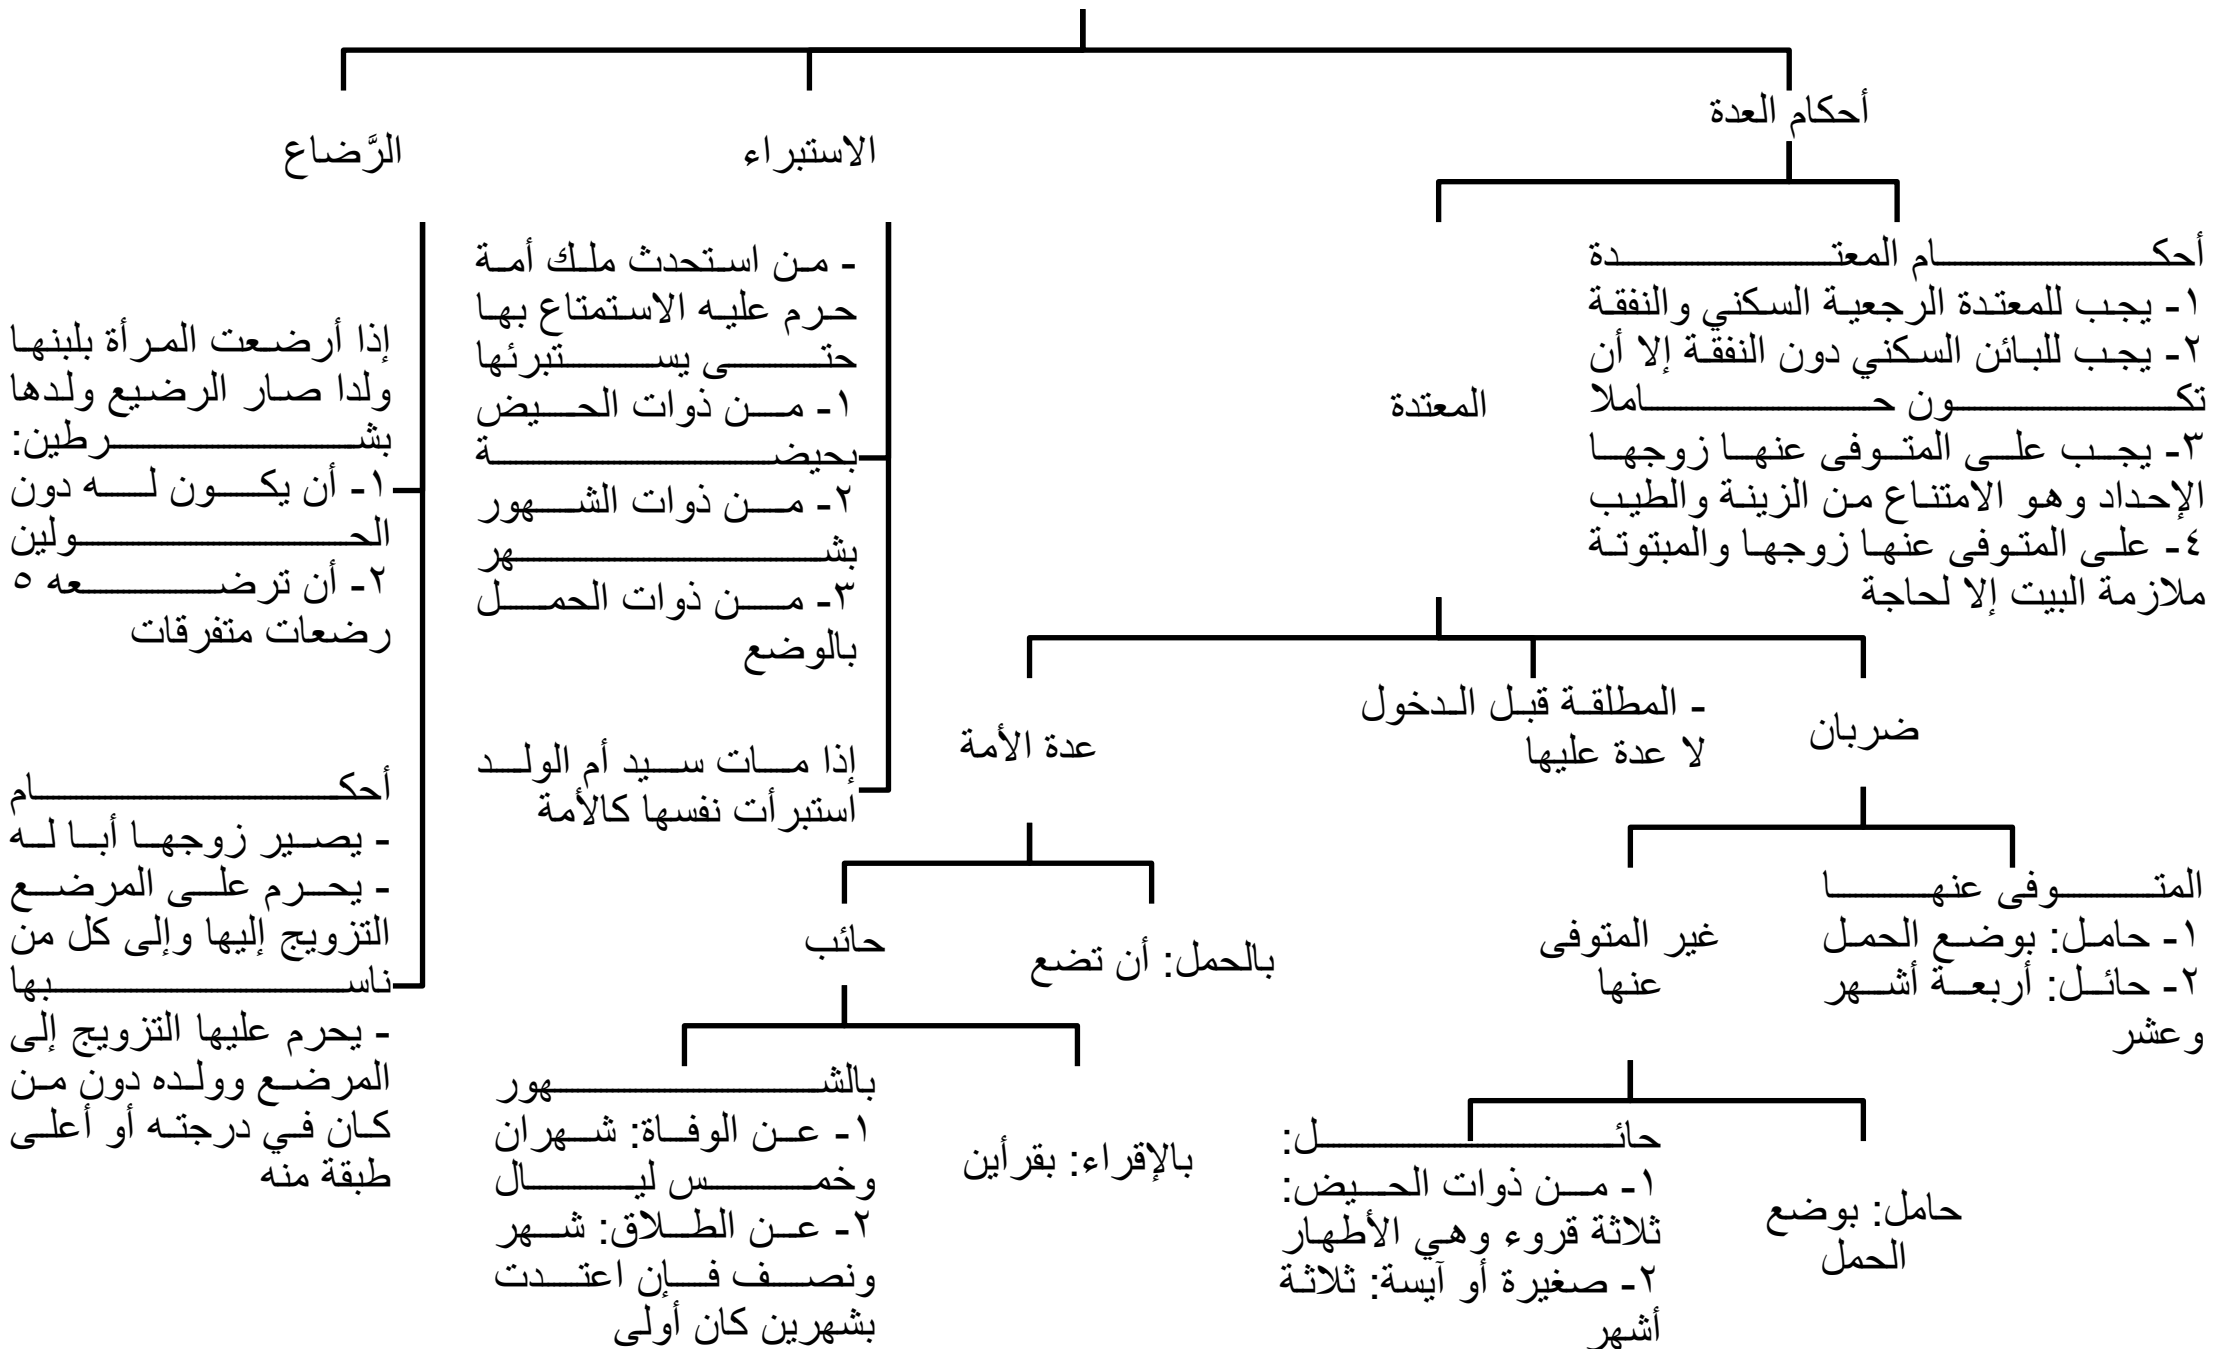 أحكام العدة
أحكام المعتدة
١- يجب للمعتدة الرجعية السكني والنفقة
٢- يجب للبائن السكني دون النفقة إلا أن
تكون حاملا
٣- يجب على المتوفى عنها زوجها
الإحداد وهو الامتناع من الزينة والطيب
٤- على المتوفى عنها زوجها والمبتوتة
ملازمة البيت إلا لحاجة
المعتدة
ضربان
المتوفى عنها
١- حامل: بوضع الحمل
٢- حائل: أربعة أشهر
وعشر
غير المتوفى
عنها
حامل: بوضع
الحمل
حائل:
١- من ذوات الحيض:
ثلاثة قروء وهي الأطهار
٢- صغيرة أو آيسة: ثلاثة
أشهر
- المطلقة قبل الدخول
لا عدة عليها
عدة الأمة
بالحمل: أن تضع
حائب
بالإقراء: بقرأين
بالشهور
١- عن الوفاة: شهران
وخمس ليال
٢- عن الطلاق: شهر
ونصف فإن اعتدت
بشهرين كان أولى
الاستبراء
- من استحدث ملك أمة
حرم عليه الاستمتاع بها
حتى يستبرئها
١- من ذوات الحيض
بحيضة
٢- من ذوات الشهور
بشهر
٣- من ذوات الحمل
بالوضع
إذا مات سيد أم الولد
استبرأت نفسها كالأمة
الرَّضاع
إذا أرضعت المرأة بلبنها
ولدا صار الرضيع ولدها
بشرطين:
١- أن يكون له دون
الحولين
٢- أن ترضعه ٥
رضعات متفرقات
أحكام
- يصير زوجها أبا له
- يحرم على المرضع
التزويج إليها وإلى كل من
ناسبها
- يحرم عليها التزويج إلى
المرضع وولده دون من
كان في درجته أو أعلى
طبقة منه